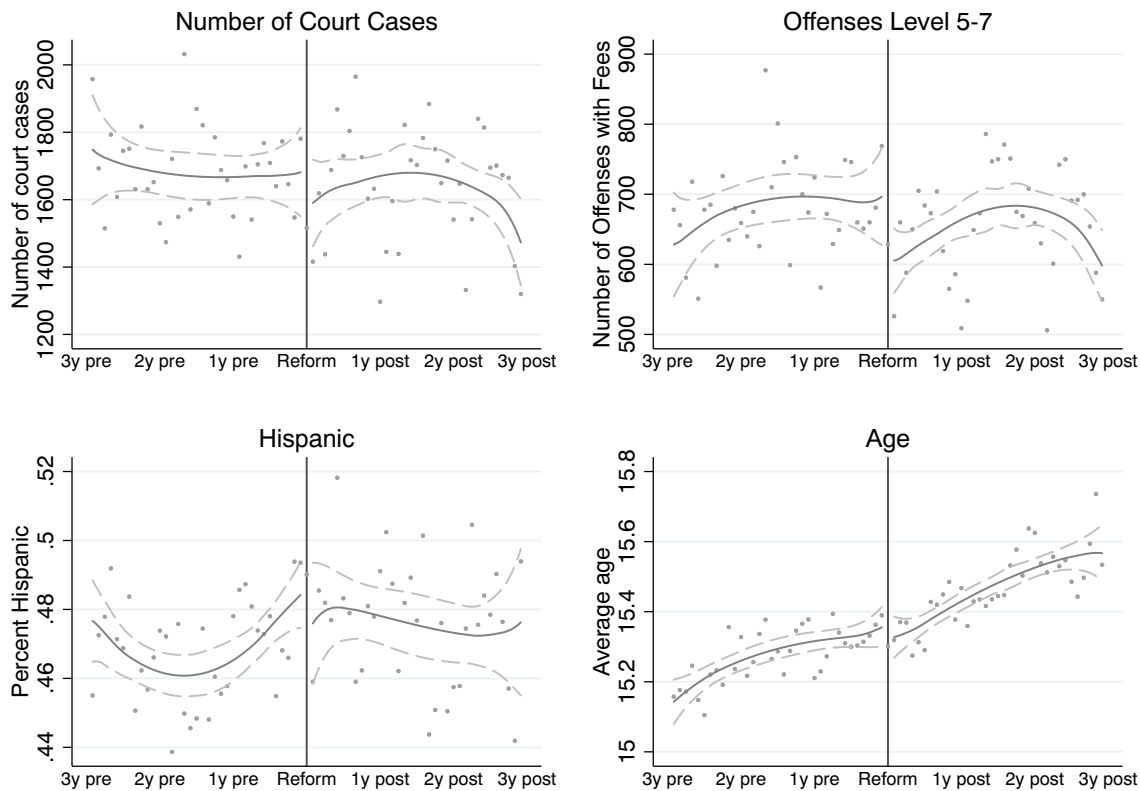 Number of Court Cases
Number of court cases
2000
1800
1600
1400
1200
3y pre 2y pre 1y pre Reform 1y post 2y post 3y post
Offenses Level 5-7
Number of Offenses with Fees
900
800
700
600
500
3y pre 2y pre 1y pre Reform 1y post 2y post 3y post
Hispanic
Percent Hispanic
.52
.5
.48
.46
.44
3y pre 2y pre 1y pre Reform 1y post 2y post 3y post
Age
Average age
15.8
15.6
15.4
15.2
15
3y pre 2y pre 1y pre Reform 1y post 2y post 3y post